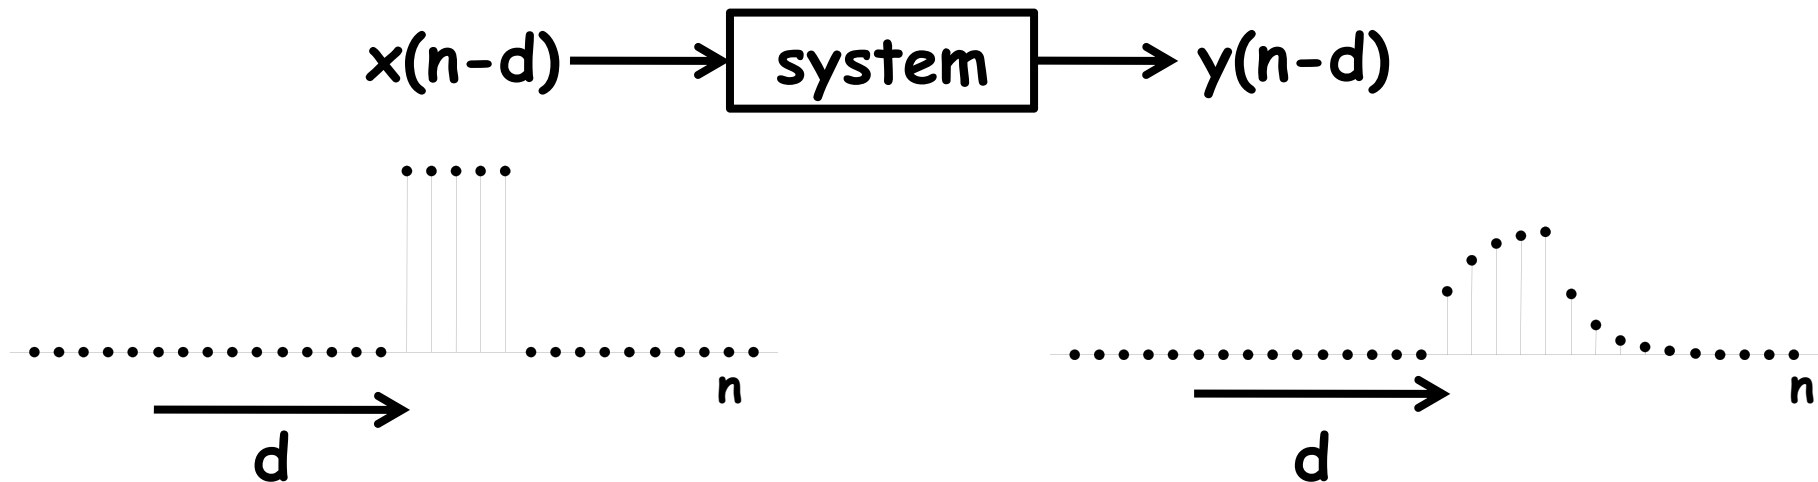 x(n-d) system y(n-d)
n n
d d